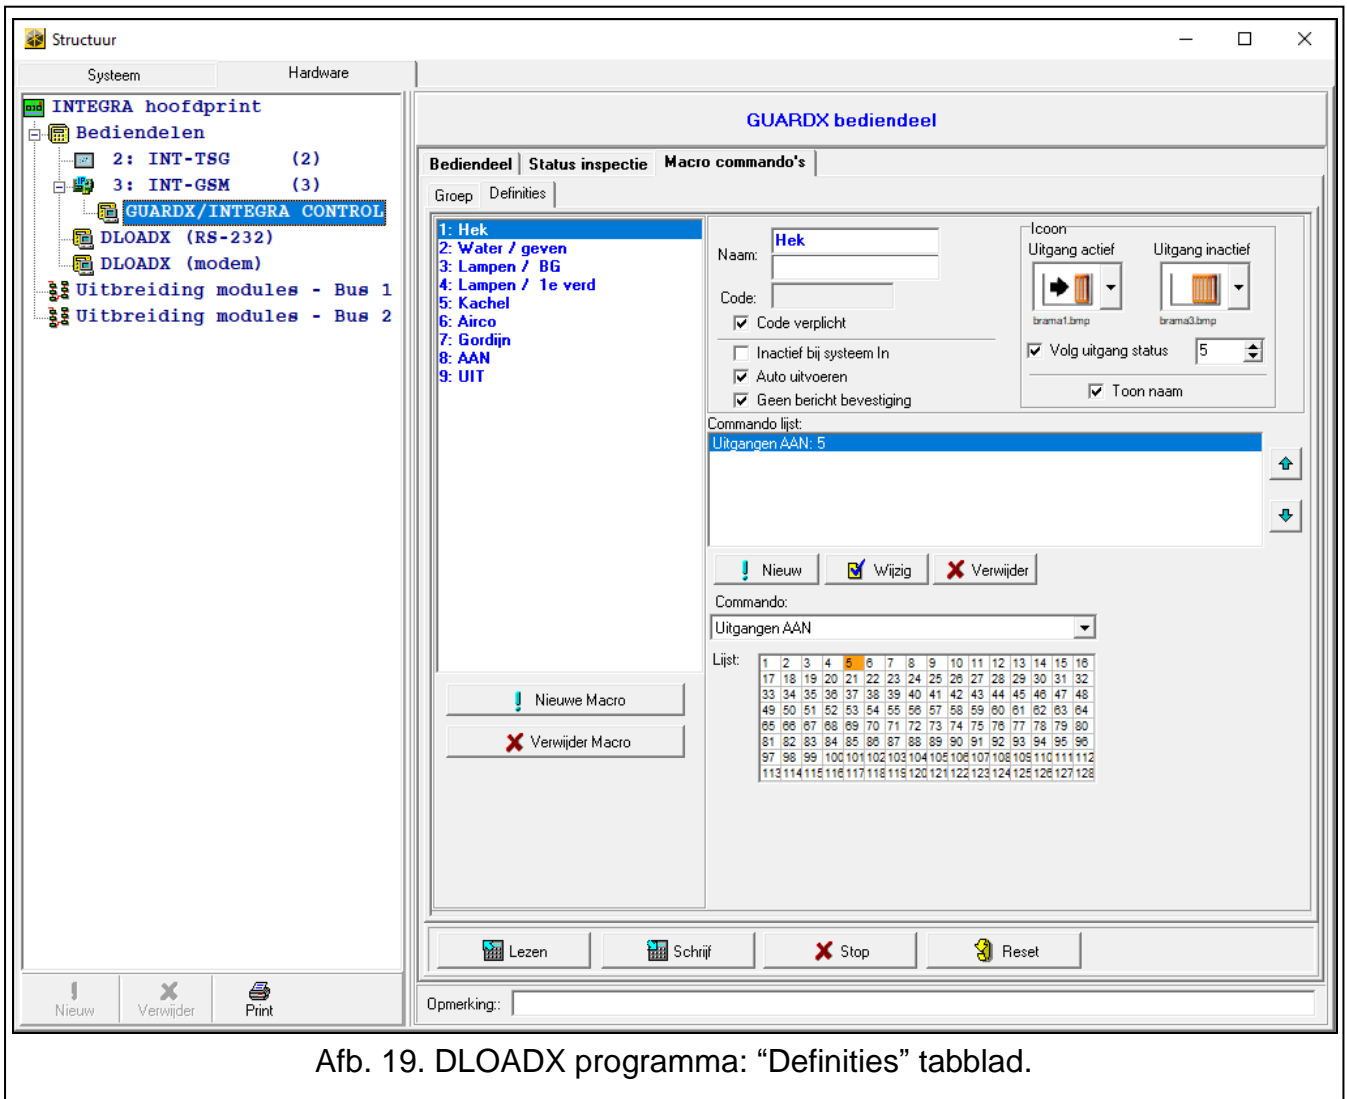 Structuur
Systeem
Hardware
INTEGRA hoofdprint
Bediendelen
2: INT-TSG (2)
3: INT-GSM (3)
GUARDX/INTEGRA CONTROL
DLOADX (RS-232)
DLOADX (modem)
Uitbreiding modules - Bus 1
Uitbreiding modules - Bus 2
Nieuw
Verwijder
Print
GUARDX bediendeel
Bediendeel
Status inspectie
Macro commando's
Groep
Definities
1: Hek
2: Water / geven
3: Lampen / BG
4: Lampen / 1e verd
5: Kachel
6: Airco
7: Gordijn
8: AAN
9: UIT
Nieuwe Macro
Verwijder Macro
Naam:
Hek
Code:
Code verplicht
Inactief bij systeem In
Auto uitvoeren
Geen bericht bevestiging
Icoon
Uitgang actief
Uitgang inactief
brama1.bmp
brama3.bmp
Volg uitgang status
5
Toon naam
Commando lijst:
Uitgangen AAN: 5
Nieuw
Wijzig
Verwijder
Commando:
Uitgangen AAN
Lijst:
1 2 3 4 5 6 7 8 9 10 11 12 13 14 15 16
17 18 19 20 21 22 23 24 25 26 27 28 29 30 31 32
33 34 35 36 37 38 39 40 41 42 43 44 45 46 47 48
49 50 51 52 53 54 55 56 57 58 59 60 61 62 63 64
65 66 67 68 69 70 71 72 73 74 75 76 77 78 79 80
81 82 83 84 85 86 87 88 89 90 91 92 93 94 95 96
97 98 99 100 101 102 103 104 105 106 107 108 109 110 111 112
113 114 115 116 117 118 119 120 121 122 123 124 125 126 127 128
Lezen
Schrijf
Stop
Reset
Opmerking::
Afb. 19. DLOADX programma: “Definities” tabblad.